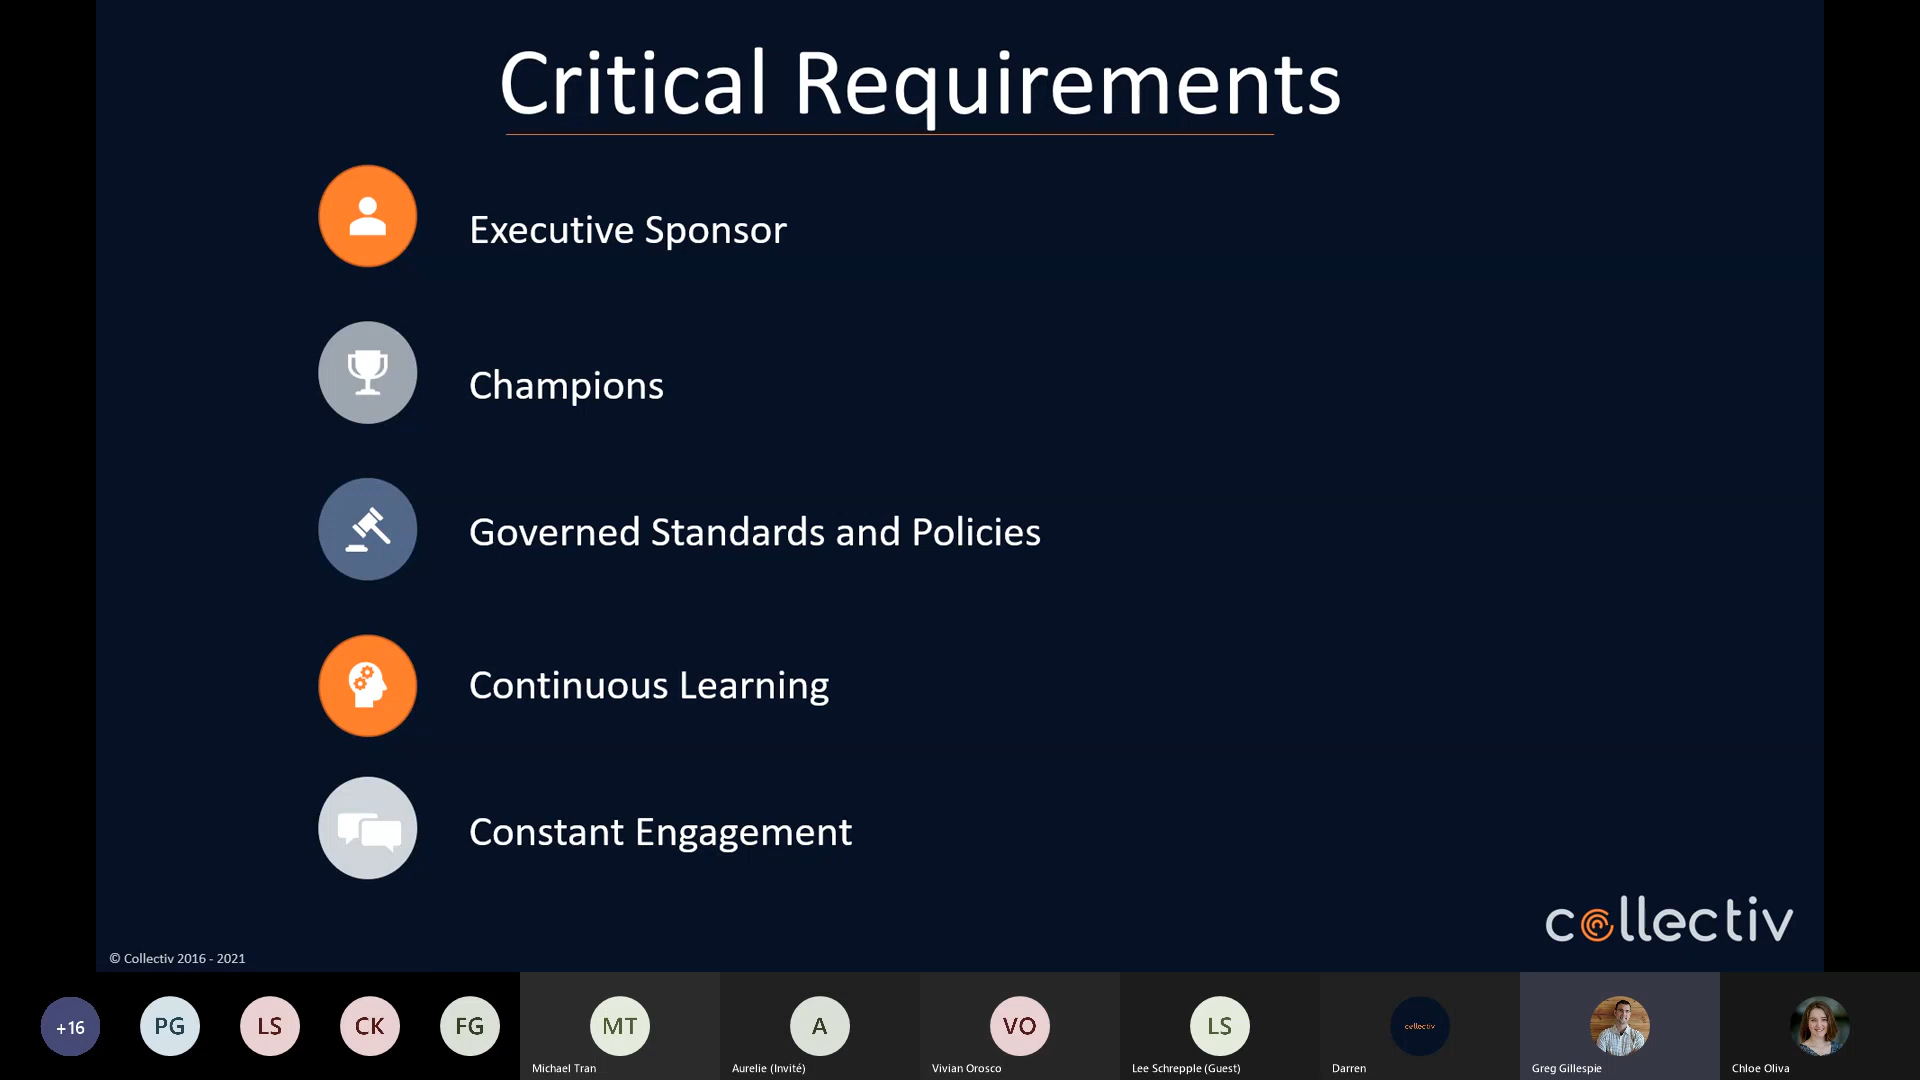 Critical Requirements
Executive Sponsor
Champions
Governed Standards and Policies
Continuous Learning
Constant Engagement
collectiv
© Collectiv 2016 - 2021
+16
PG
LS
CK
FG
MT
A
VO
LS
collectiv
Michael Tran
Aurelie (Invité)
Vivian Orosco
Lee Schrepple (Guest)
Darren
Greg Gillespie
Chloe Oliva